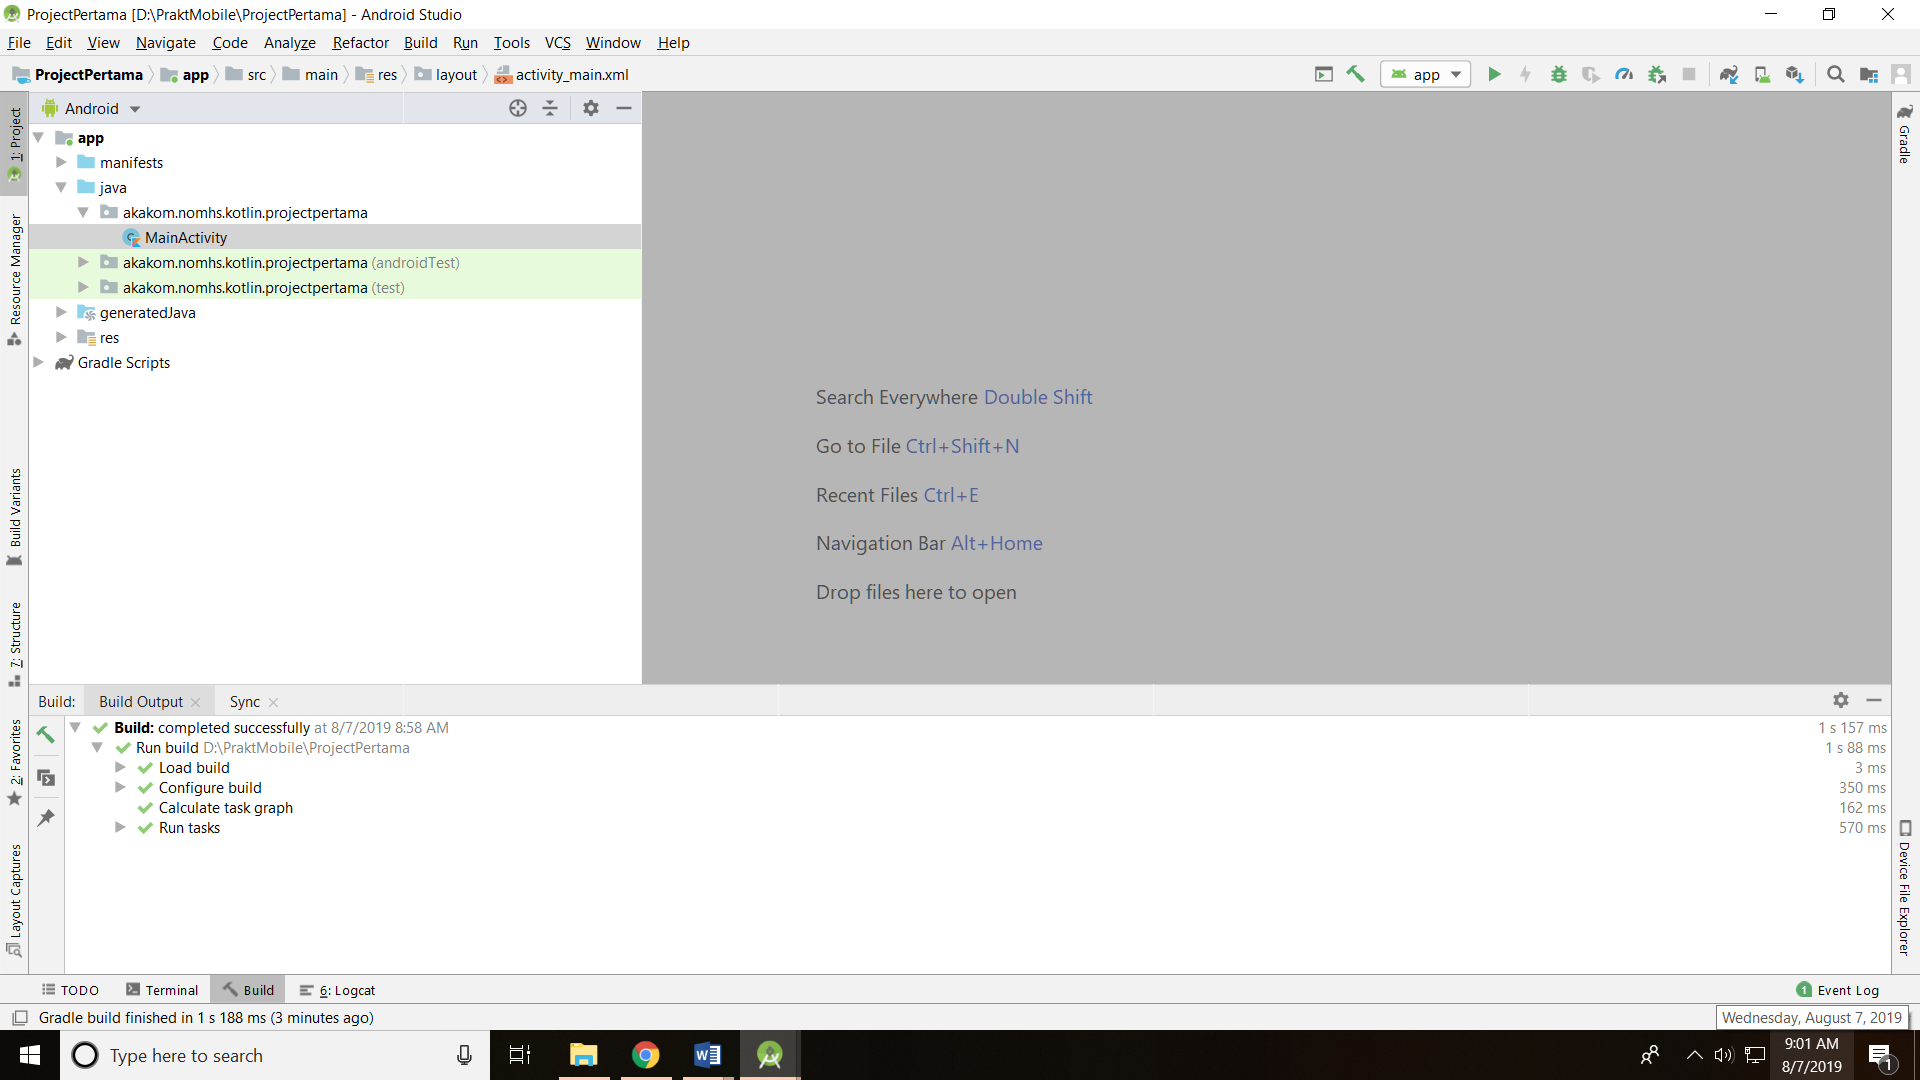 ProjectPertama [D:\PraktMobile\ProjectPertama] - Android Studio
File Edit View Navigate Code Analyze Refactor Build Run Tools VCS Window Help
ProjectPertama app src main res layout activity_main.xml app
1: Project
Resource Manager
Build Variants
7: Structure
2: Favorites
Layout Captures
Android
app
manifests
java
akakom.nomhs.kotlin.projectpertama
MainActivity
akakom.nomhs.kotlin.projectpertama (androidTest)
akakom.nomhs.kotlin.projectpertama (test)
generatedJava
res
Gradle Scripts
Search Everywhere Double Shift
Go to File Ctrl+Shift+N
Recent Files Ctrl+E
Navigation Bar Alt+Home
Drop files here to open
Gradle
Device File Explorer
Build: Build Output Sync
Build: completed successfully at 8/7/2019 8:58 AM 1 s 157 ms
Run build D:\PraktMobile\ProjectPertama 1 s 88 ms
Load build 3 ms
Configure build 350 ms
Calculate task graph 162 ms
Run tasks 570 ms
TODO Terminal Build 6: Logcat 1 Event Log
Gradle build finished in 1 s 188 ms (3 minutes ago)
Wednesday, August 7, 2019
Type here to search
9:01 AM
8/7/2019
1